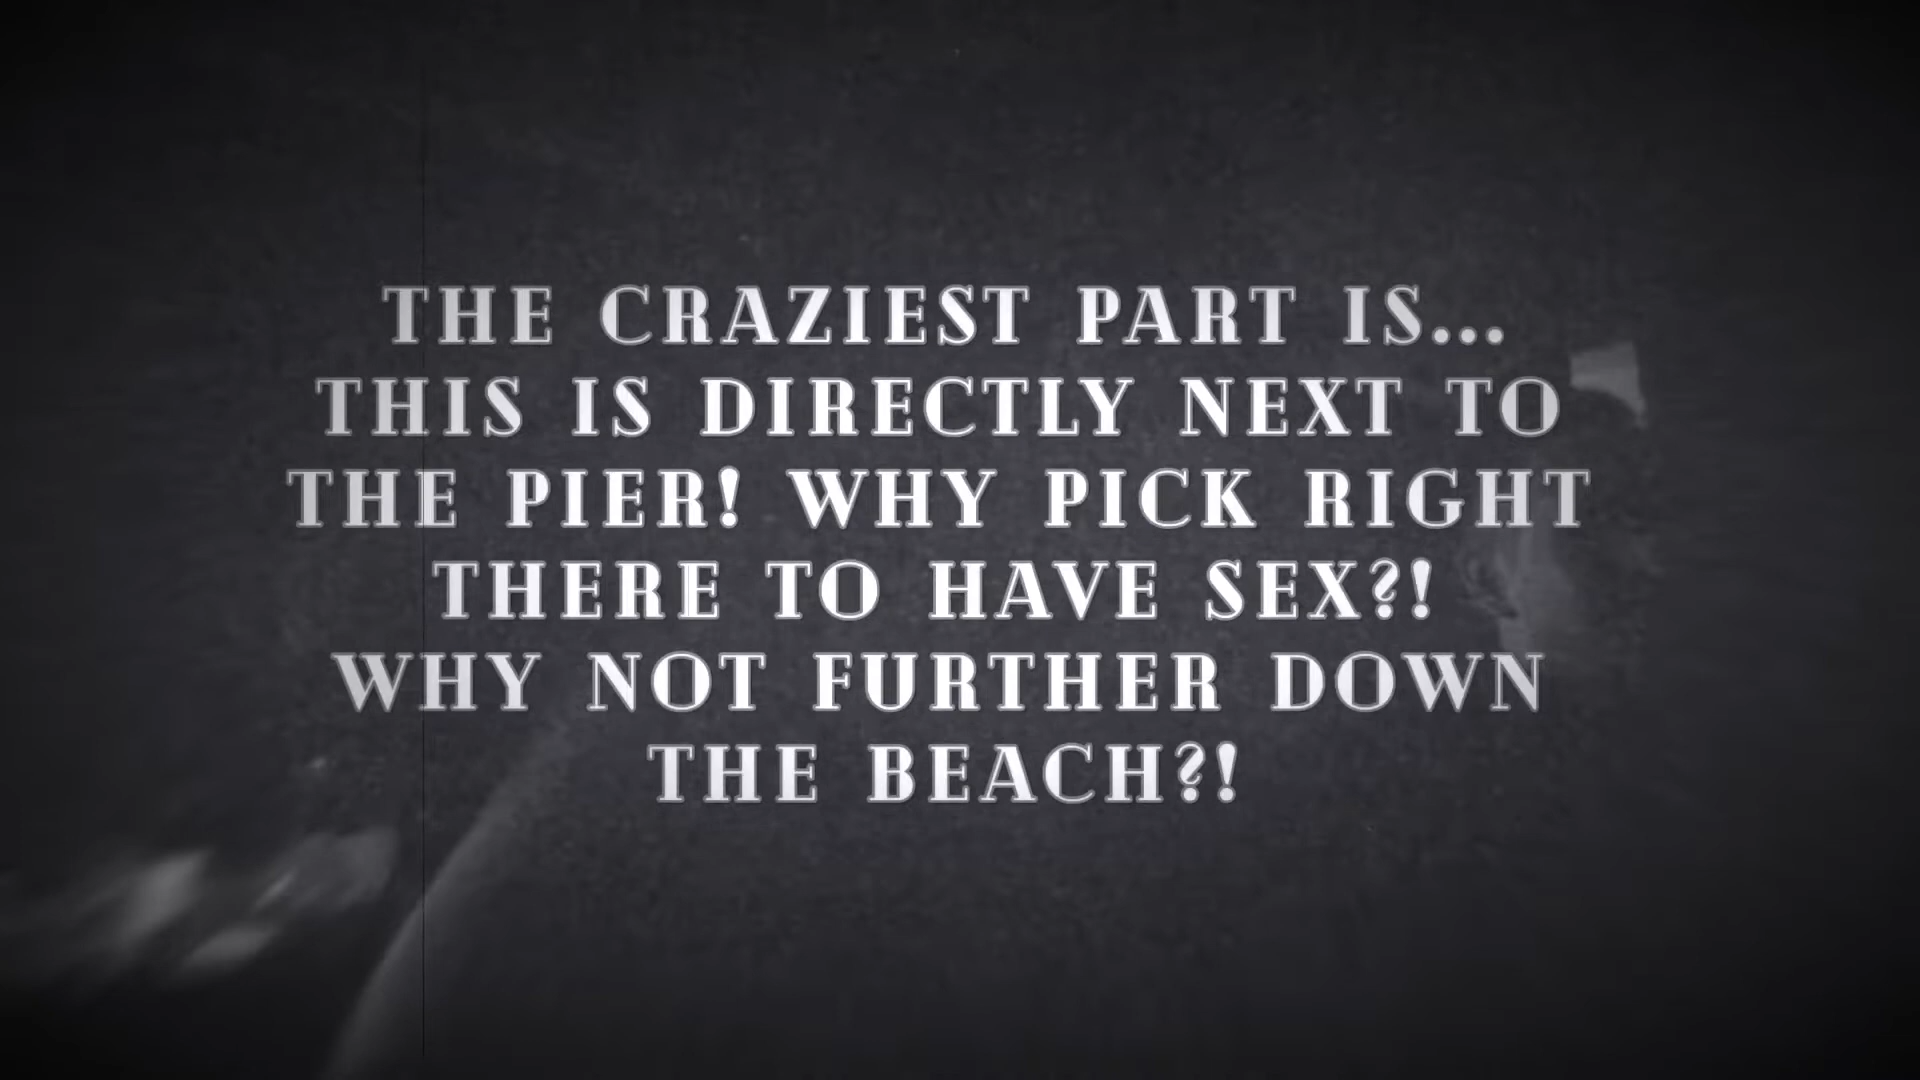 THE CRAZIEST PART IS...
THIS IS DIRECTLY NEXT TO
THE PIER! WHY PICK RIGHT
THERE TO HAVE SEX?!
WHY NOT FURTHER DOWN
THE BEACH?!